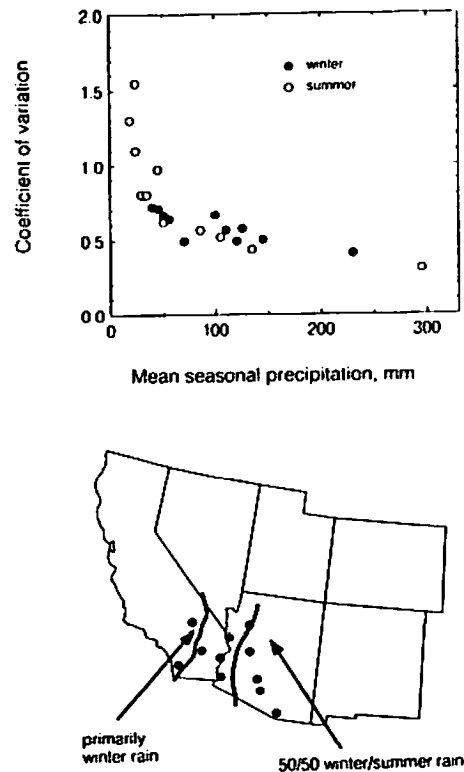 2.0
1.5
1.0
0.5
0.0
Coefficient of variation
winter
summor
0
100
200
300
Mean seasonal precipitation, mm
primarily
winter rain
50/50 winter/summer rain